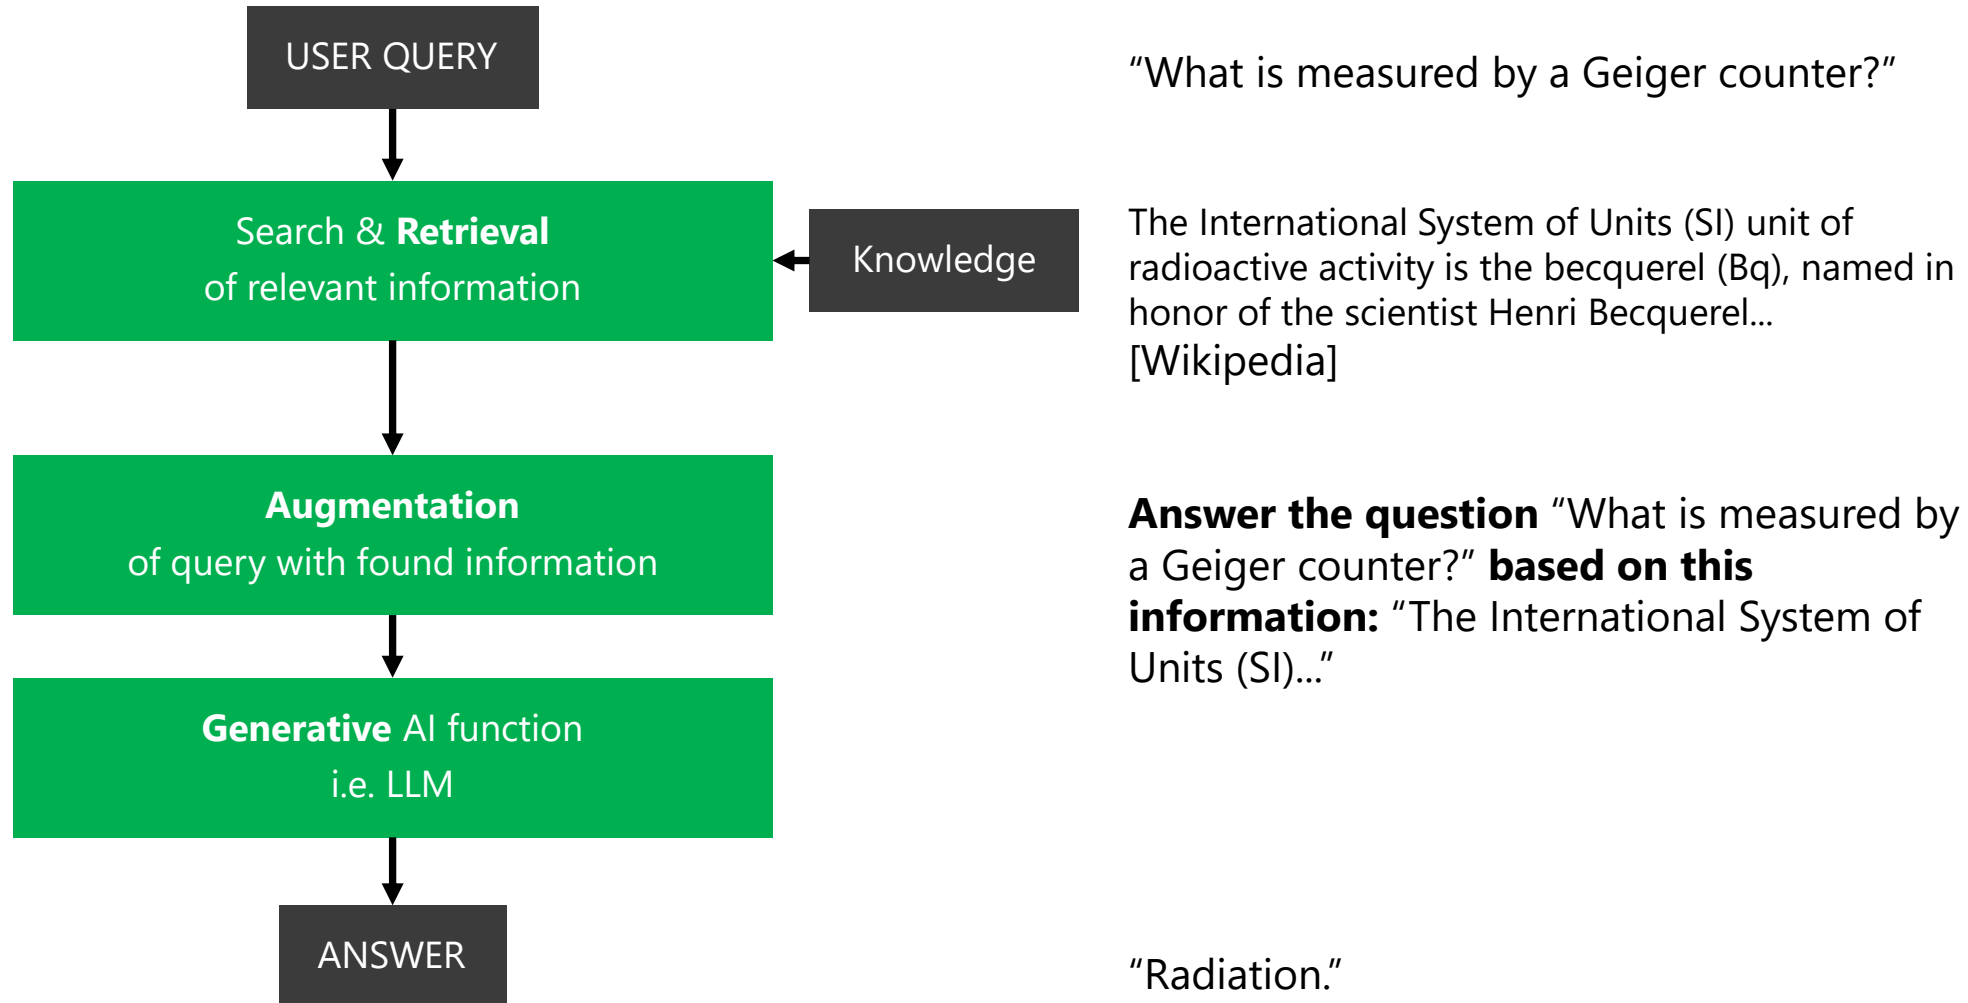 USER QUERY
“What is measured by a Geiger counter?”
Search & Retrieval
of relevant information
Knowledge
The International System of Units (SI) unit of
radioactive activity is the becquerel (Bq), named in
honor of the scientist Henri Becquerel...
[Wikipedia]
Augmentation
of query with found information
Answer the question “What is measured by
a Geiger counter?” based on this
information: “The International System of
Units (SI)...”
Generative AI function
i.e. LLM
ANSWER
“Radiation.”